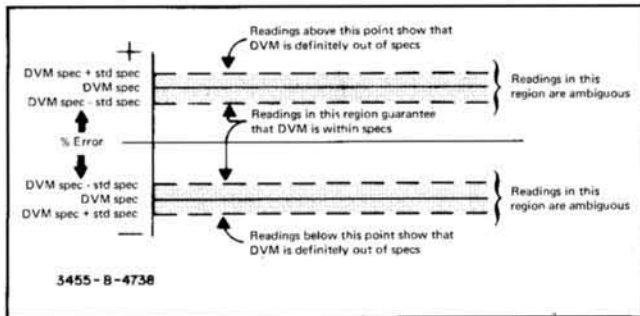 Readings above this point show that
DVM is definitely out of specs
+
DVM spec + std spec
DVM spec
DVM spec - std spec
Readings in this
region are ambiguous
% Error
Readings in this region guarantee
that DVM is within specs
DVM spec - std spec
DVM spec
DVM spec + std spec
Readings in this
region are ambiguous
—
Readings below this point show that
DVM is definitely out of specs
3455-B-4738